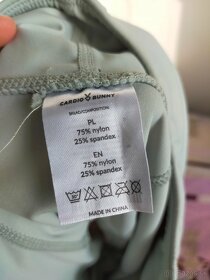 CARDIO BUNNY
SKŁAD/COMPOSITION
PL
75% nylon
25% spandex
EN
75% nylon
25% spandex
MADE IN CHINA